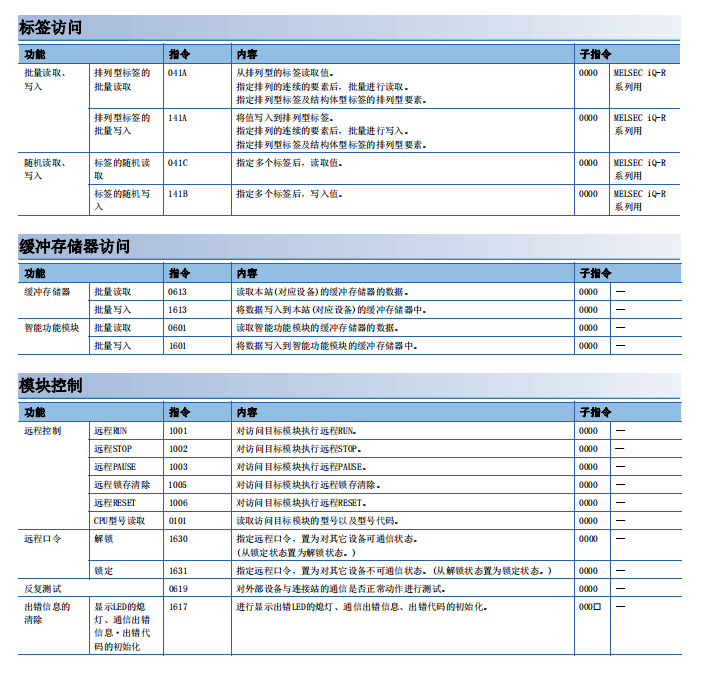 标签访问
功能 指令 内容 子指令
批量读取、写入 排列型标签的批量读取 041A 从排列型的标签读取值。 0000 MELSEC iQ-R系列用
指定排列的连续的要素后，批量进行读取。
指定排列型标签及结构体型标签的排列型要素。
排列型标签的批量写入 141A 将值写入到排列型标签。 0000 MELSEC iQ-R系列用
指定排列的连续的要素后，批量进行写入。
指定排列型标签及结构体型标签的排列型要素。
随机读取、写入 标签的随机读取 041C 指定多个标签后，读取值。 0000 MELSEC iQ-R系列用
标签的随机写入 141B 指定多个标签后，写入值。 0000 MELSEC iQ-R系列用
缓冲存储器访问
功能 指令 内容 子指令
缓冲存储器 批量读取 0613 读取本站(对应设备)的缓冲存储器的数据。 0000 —
批量写入 1613 将数据写入到本站(对应设备)的缓冲存储器中。 0000 —
智能功能模块 批量读取 0601 读取智能功能模块的缓冲存储器的数据。 0000 —
批量写入 1601 将数据写入到智能功能模块的缓冲存储器中。 0000 —
模块控制
功能 指令 内容 子指令
远程控制 远程RUN 1001 对访问目标模块执行远程RUN。 0000 —
远程STOP 1002 对访问目标模块执行远程STOP。 0000 —
远程PAUSE 1003 对访问目标模块执行远程PAUSE。 0000 —
远程锁存清除 1005 对访问目标模块执行远程锁存清除。 0000 —
远程RESET 1006 对访问目标模块执行远程RESET。 0000 —
CPU型号读取 0101 读取访问目标模块的型号以及型号代码。 0000 —
远程口令 解锁 1630 指定远程口令，置为对其它设备可通信状态。 0000 —
(从锁定状态置为解锁状态。)
锁定 1631 指定远程口令，置为对其它设备不可通信状态。(从解锁状态置为锁定状态。) 0000 —
反复测试 0619 对外部设备与连接站的通信是否正常动作进行测试。 0000 —
出错信息的清除 显示LED的熄灯、通信出错信息·出错代码的初始化 1617 进行显示出错LED的熄灯、通信出错信息、出错代码的初始化。 000□ —